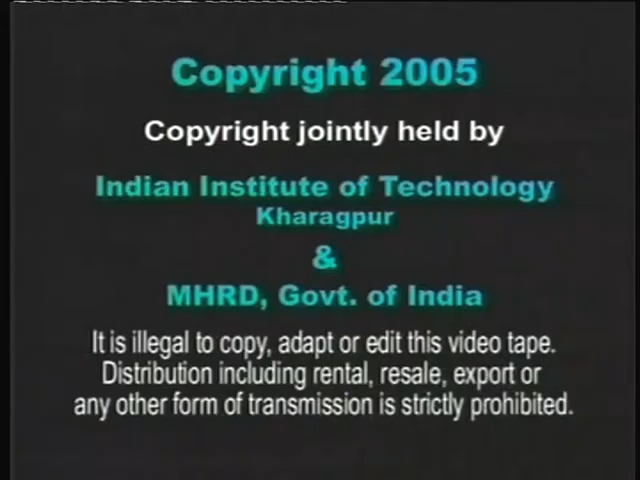 Copyright 2005
Copyright jointly held by
Indian Institute of Technology
Kharagpur
&
MHRD, Govt. of India
It is illegal to copy, adapt or edit this video tape.
Distribution including rental, resale, export or
any other form of transmission is strictly prohibited.